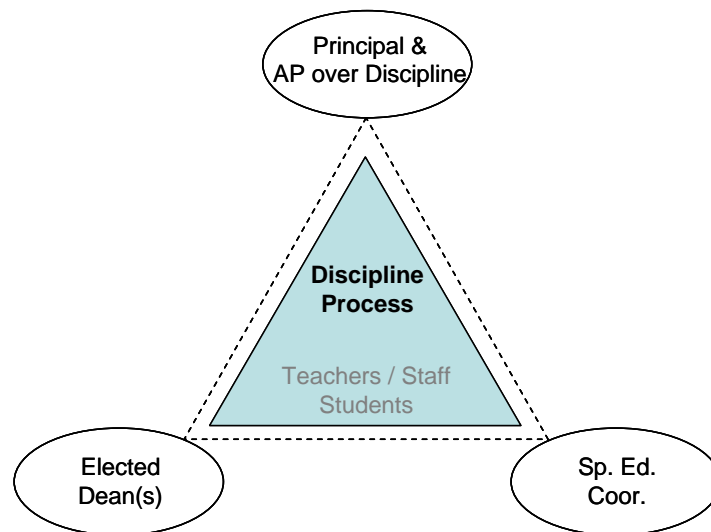 Principal &
AP over Discipline
Discipline
Process
Teachers / Staff
Students
Elected
Dean(s)
Sp. Ed.
Coor.